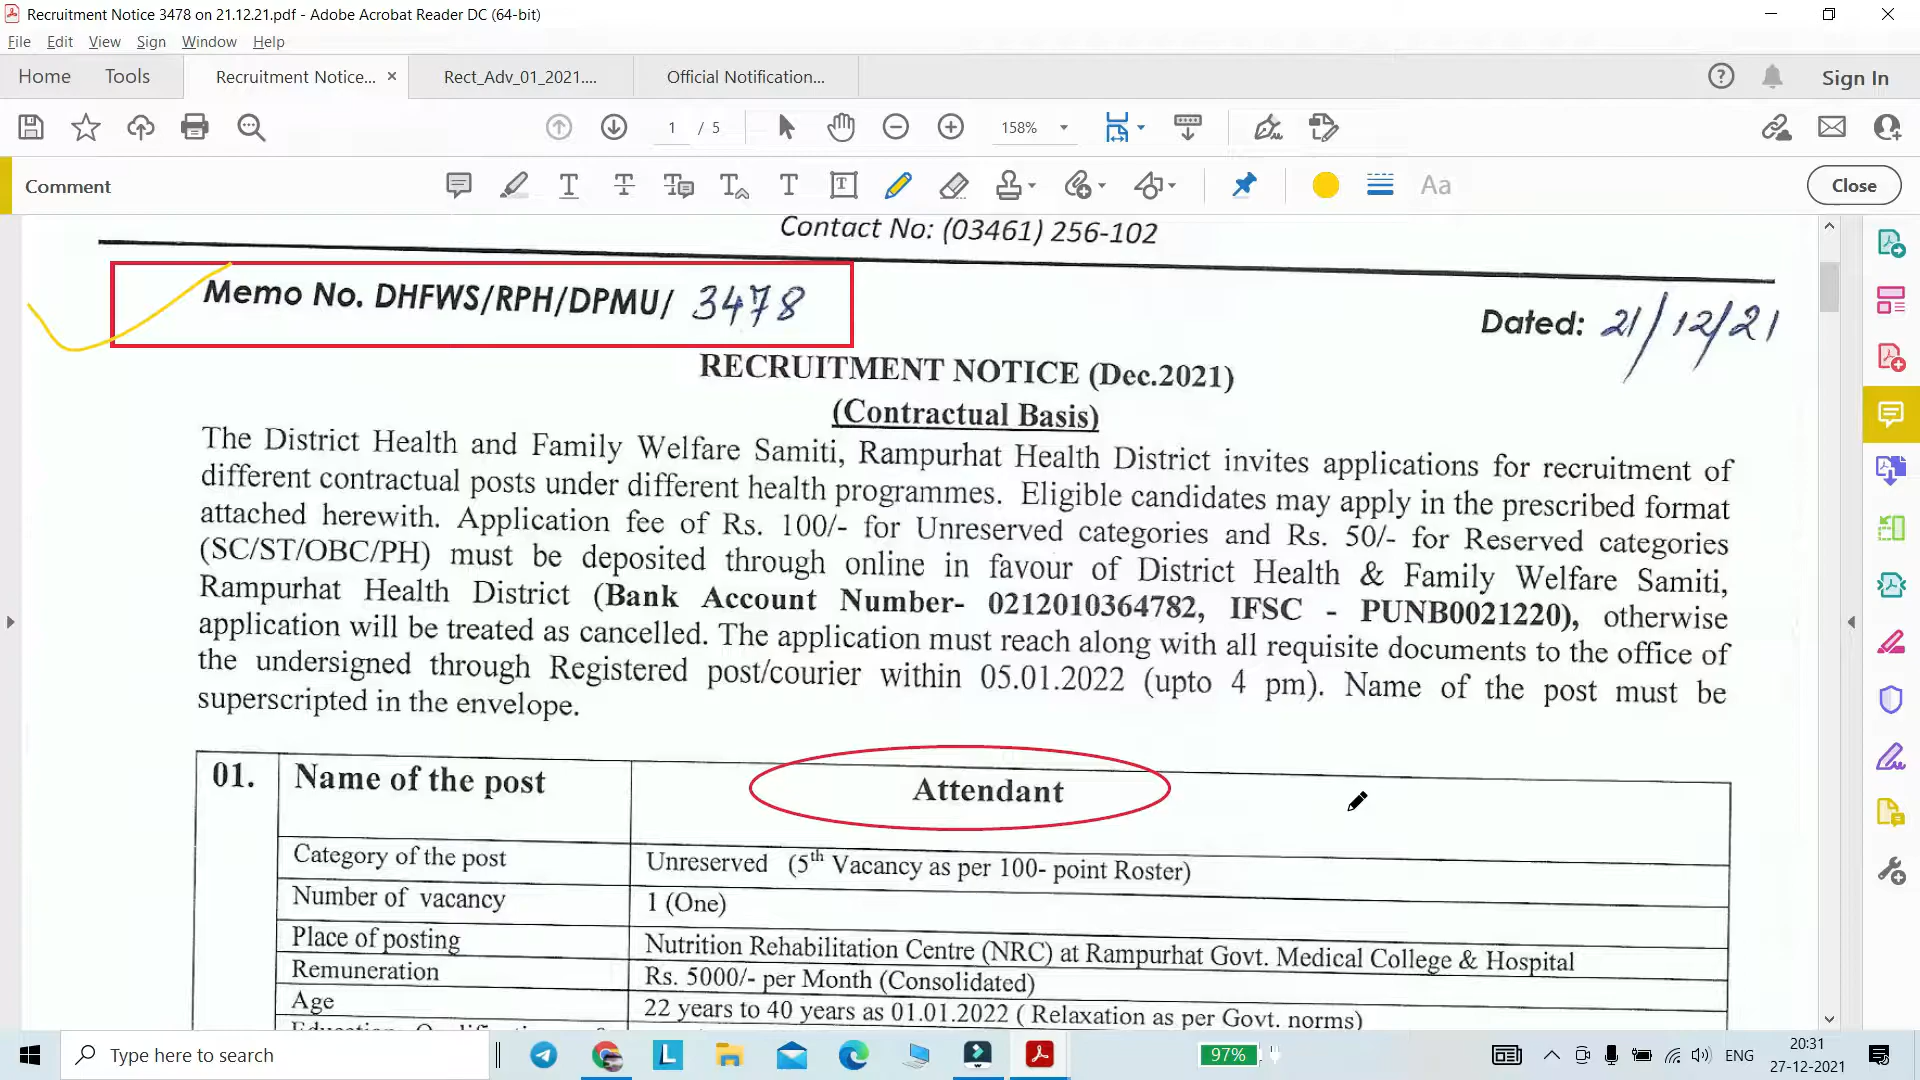 Recruitment Notice 3478 on 21.12.21.pdf - Adobe Acrobat Reader DC (64-bit)
File Edit View Sign Window Help
Home Tools Recruitment Notice... × Rect_Adv_01_2021.... Official Notification... Sign In
1 / 5 158%
Comment Aa Close
Contact No: (03461) 256-102
Memo No. DHFWS/RPH/DPMU/ 3478
Dated: 21/12/21
RECRUITMENT NOTICE (Dec.2021)
(Contractual Basis)
The District Health and Family Welfare Samiti, Rampurhat Health District invites applications for recruitment of
different contractual posts under different health programmes. Eligible candidates may apply in the prescribed format
attached herewith. Application fee of Rs. 100/- for Unreserved categories and Rs. 50/- for Reserved categories
(SC/ST/OBC/PH) must be deposited through online in favour of District Health & Family Welfare Samiti,
Rampurhat Health District (Bank Account Number- 0212010364782, IFSC - PUNB0021220), otherwise
application will be treated as cancelled. The application must reach along with all requisite documents to the office of
the undersigned through Registered post/courier within 05.01.2022 (upto 4 pm). Name of the post must be
superscripted in the envelope.
01. Name of the post Attendant
Category of the post Unreserved (5th Vacancy as per 100- point Roster)
Number of vacancy 1 (One)
Place of posting Nutrition Rehabilitation Centre (NRC) at Rampurhat Govt. Medical College & Hospital
Remuneration Rs. 5000/- per Month (Consolidated)
Age 22 years to 40 years as 01.01.2022 ( Relaxation as per Govt. norms)
Type here to search 97% ENG 20:31
27-12-2021